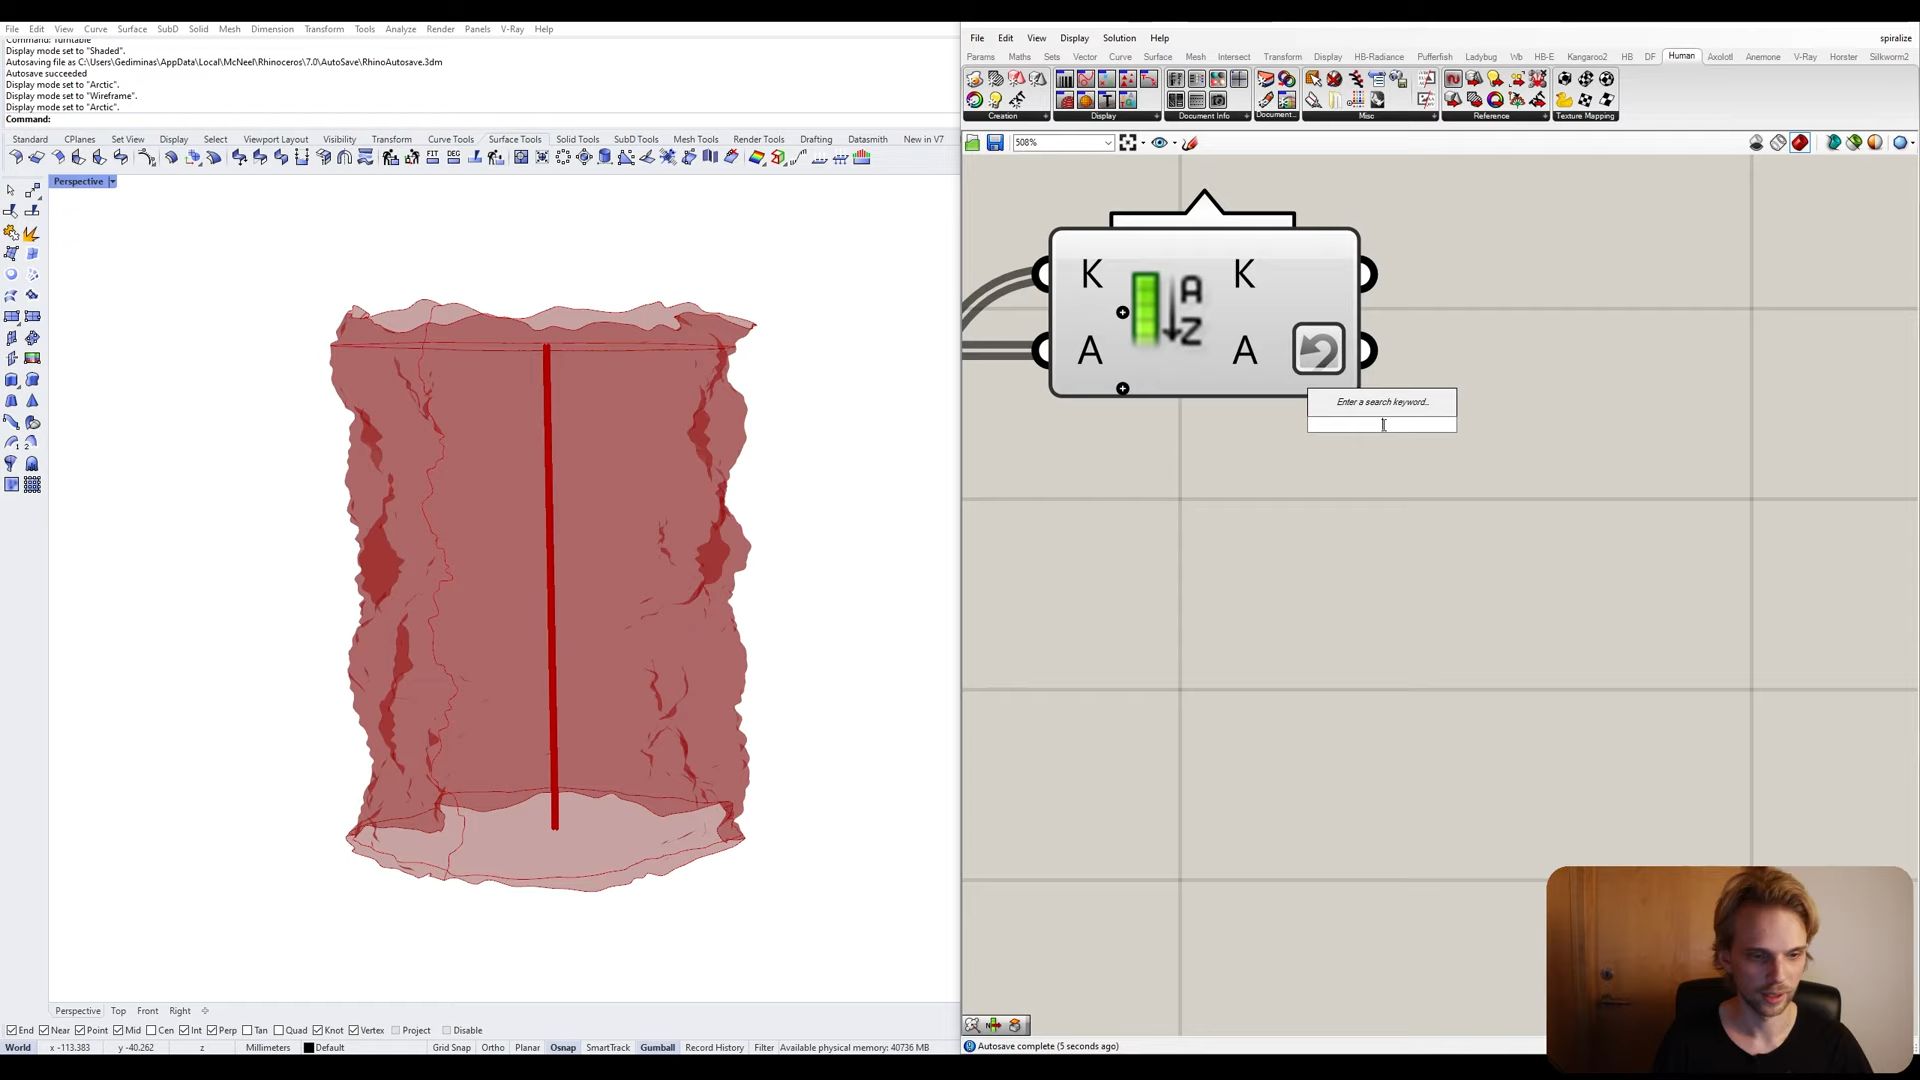 File Edit View Curve Surface SubD Solid Mesh Dimension Transform Tools Analyze Render Panels V-Ray Help
Display mode set to "Shaded".
Autosaving file as C:\Users\Gediminas\AppData\Local\McNeel\Rhinoceros\7.0\AutoSave\RhinoAutosave.3dm
Autosave succeeded
Display mode set to "Arctic".
Display mode set to "Wireframe".
Display mode set to "Arctic".
Command:
Standard CPlanes Set View Display Select Viewport Layout Visibility Transform Curve Tools Surface Tools Solid Tools SubD Tools Mesh Tools Render Tools Drafting Datasmith New in V7
Perspective
Perspective Top Front Right
End Near Point Mid Cen Int Perp Tan Quad Knot Vertex Project Disable
World x -113.383 y -40.262 z Millimeters Default Grid Snap Ortho Planar Osnap SmartTrack Gumball Record History Filter Available physical memory: 40736 MB
File Edit View Display Solution Help spiralize
Params Maths Sets Vector Curve Surface Mesh Intersect Transform Display HB-Radiance Pufferfish Ladybug Wb HB-E Kangaroo2 HB DF Human Axolotl Anemone V-Ray Horster Silkworm2
Creation Display Document Info Document... Misc Reference Texture Mapping
508%
K A Z K
A A
Enter a search keyword...
Autosave complete (5 seconds ago)